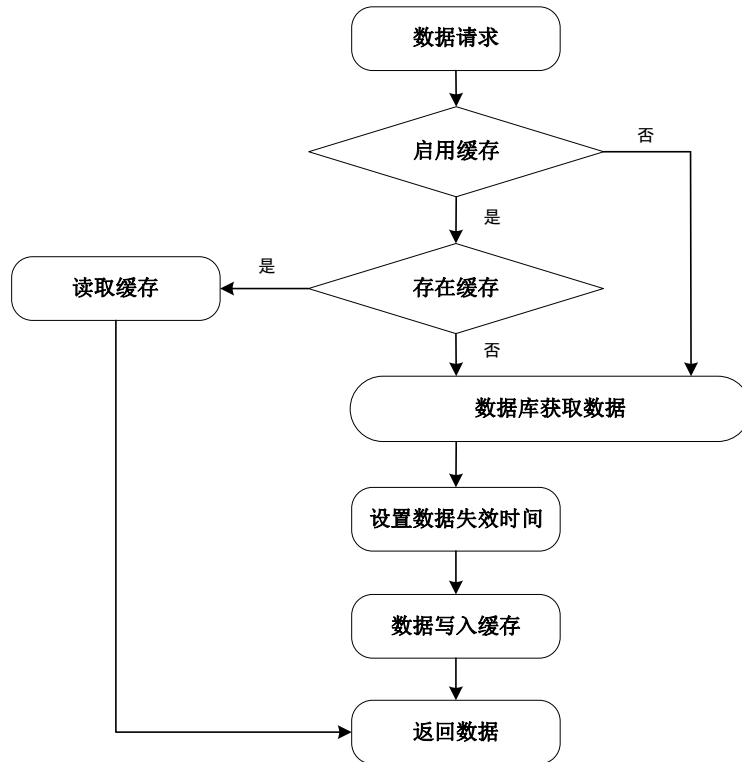 数据请求
启用缓存
否
是
存在缓存
是
读取缓存
否
数据库获取数据
设置数据失效时间
数据写入缓存
返回数据